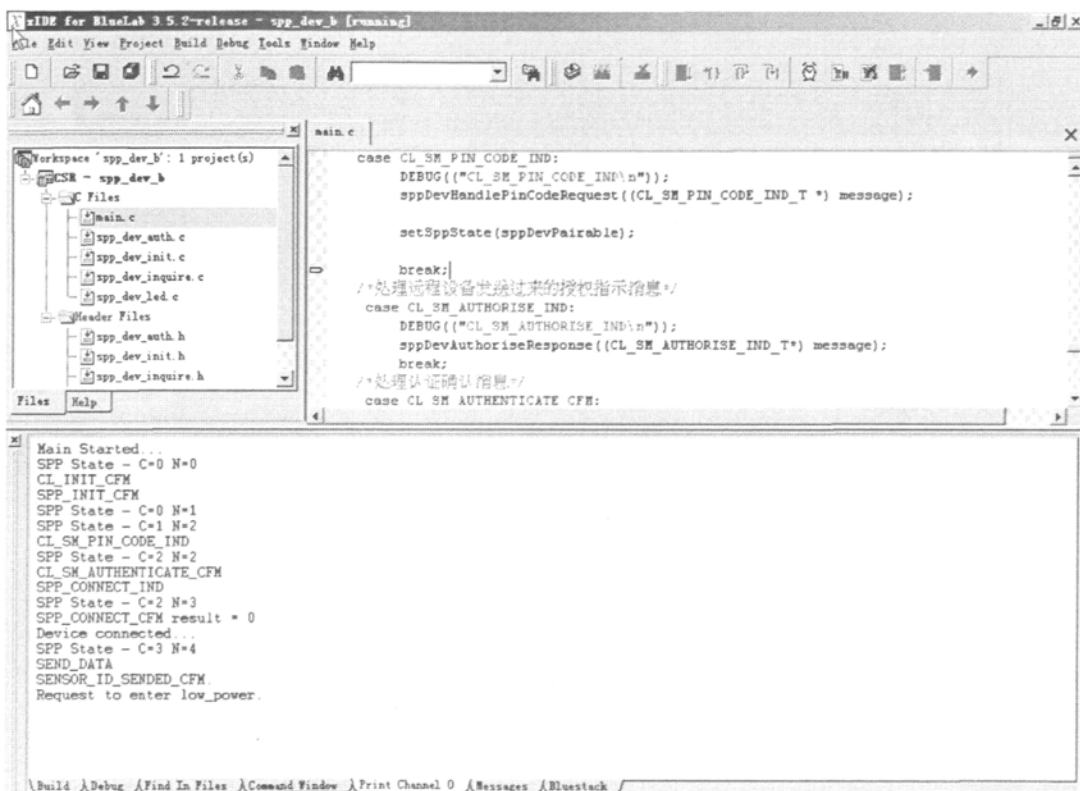 xIDE for BlueLab 3.5.2-release - spp_dev_b [running]
File Edit View Project Build Debug Tools Window Help
main.c
Workspace 'spp_dev_b': 1 project(s)
CSR - spp_dev_b
C Files
main.c
spp_dev_auth.c
spp_dev_init.c
spp_dev_inquire.c
spp_dev_led.c
Header Files
spp_dev_auth.h
spp_dev_init.h
spp_dev_inquire.h
Files Help
case CL_SM_PIN_CODE_IND:
DEBUG(("CL_SM_PIN_CODE_IND\n"));
sppDevHandlePinCodeRequest((CL_SM_PIN_CODE_IND_T *) message);
setSppState(sppDevPairable);
break;
/*处理远程设备发送过来的授权指示消息*/
case CL_SM_AUTHORISE_IND:
DEBUG(("CL_SM_AUTHORISE_IND\n"));
sppDevAuthoriseResponse((CL_SM_AUTHORISE_IND_T*) message);
break;
/*处理认证确认消息*/
case CL_SM_AUTHENTICATE_CFM:
Main Started...
SPP State - C=0 N=0
CL_INIT_CFM
SPP_INIT_CFM
SPP State - C=0 N=1
SPP State - C=1 N=2
CL_SM_PIN_CODE_IND
SPP State - C=2 N=2
CL_SM_AUTHENTICATE_CFM
SPP_CONNECT_IND
SPP State - C=2 N=3
SPP_CONNECT_CFM result = 0
Device connected...
SPP State - C=3 N=4
SEND_DATA
SENSOR_ID_SENDED_CFM.
Request to enter low_power.
Build Debug Find In Files Command Window Print Channel 0 Messages Bluestack